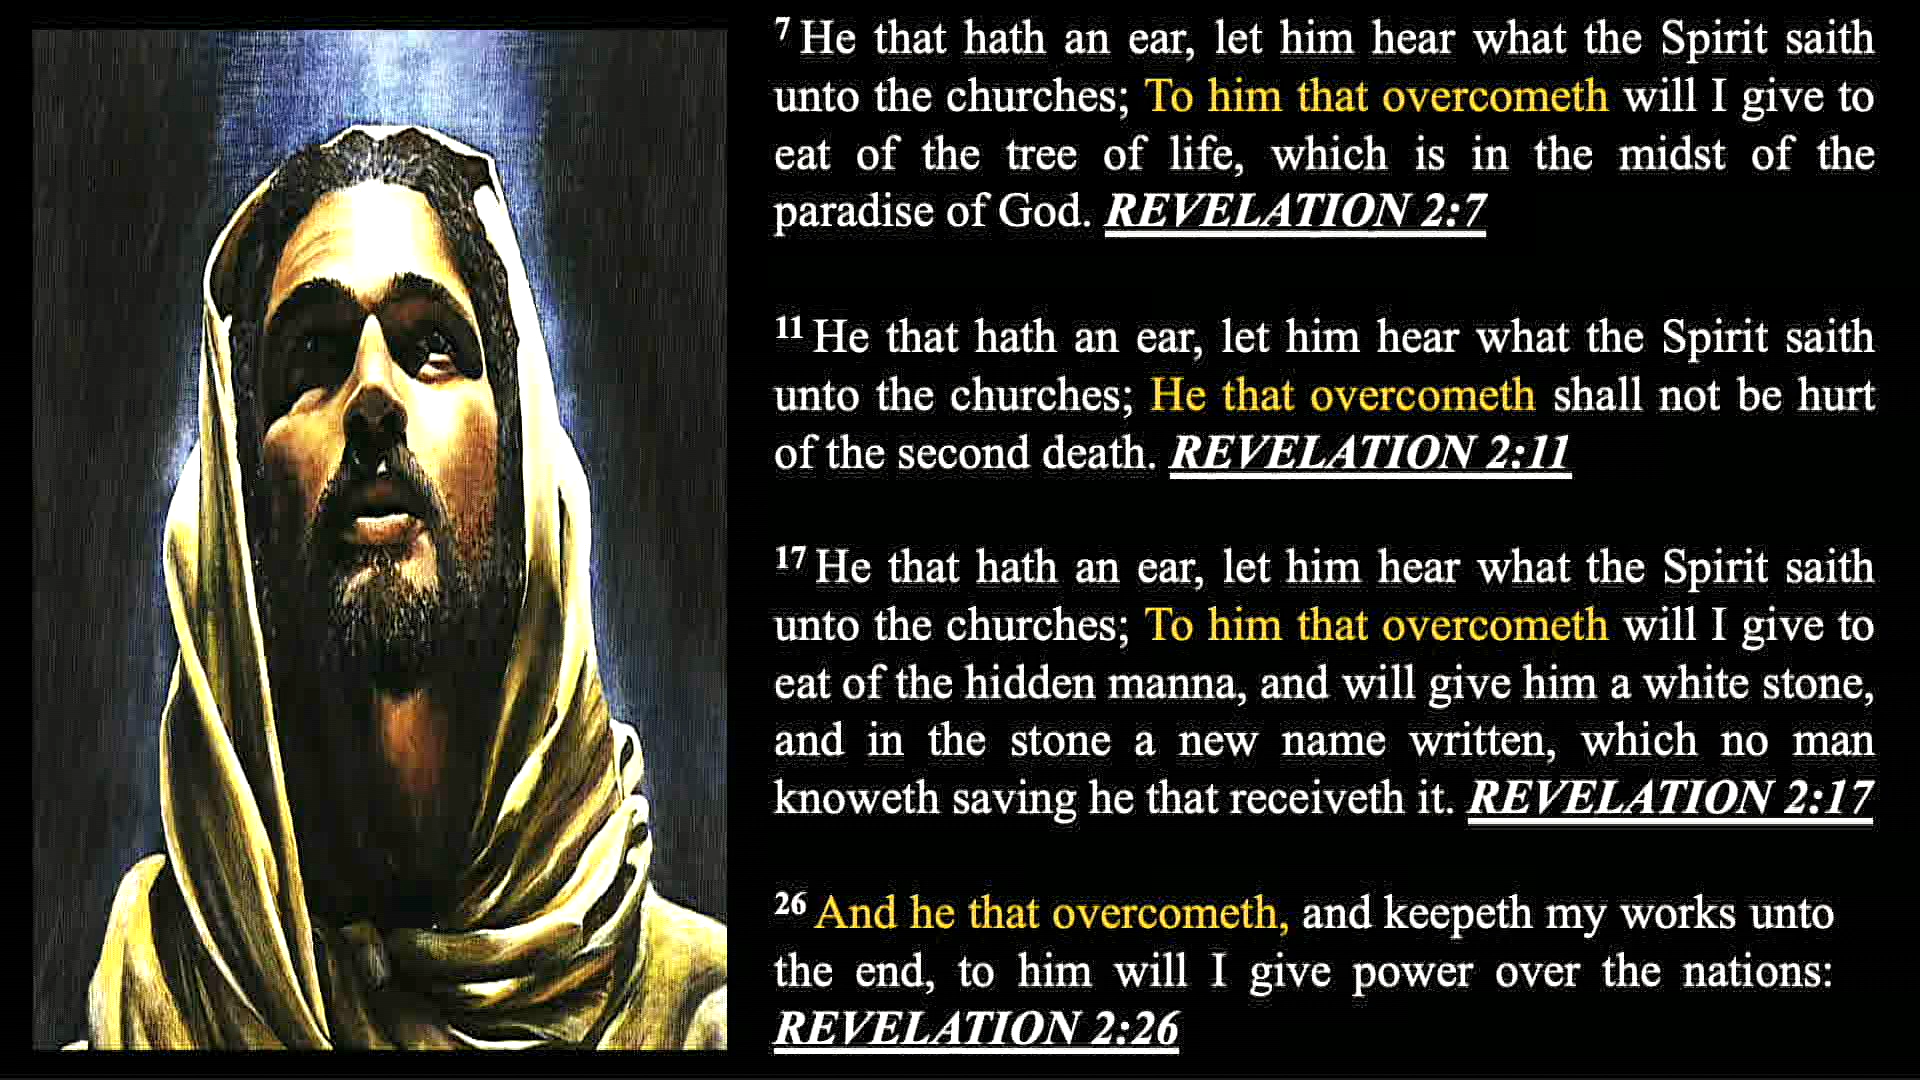 7 He that hath an ear, let him hear what the Spirit saith
unto the churches; To him that overcometh will I give to
eat of the tree of life, which is in the midst of the
paradise of God. REVELATION 2:7
11 He that hath an ear, let him hear what the Spirit saith
unto the churches; He that overcometh shall not be hurt
of the second death. REVELATION 2:11
17 He that hath an ear, let him hear what the Spirit saith
unto the churches; To him that overcometh will I give to
eat of the hidden manna, and will give him a white stone,
and in the stone a new name written, which no man
knoweth saving he that receiveth it. REVELATION 2:17
26 And he that overcometh, and keepeth my works unto
the end, to him will I give power over the nations:
REVELATION 2:26